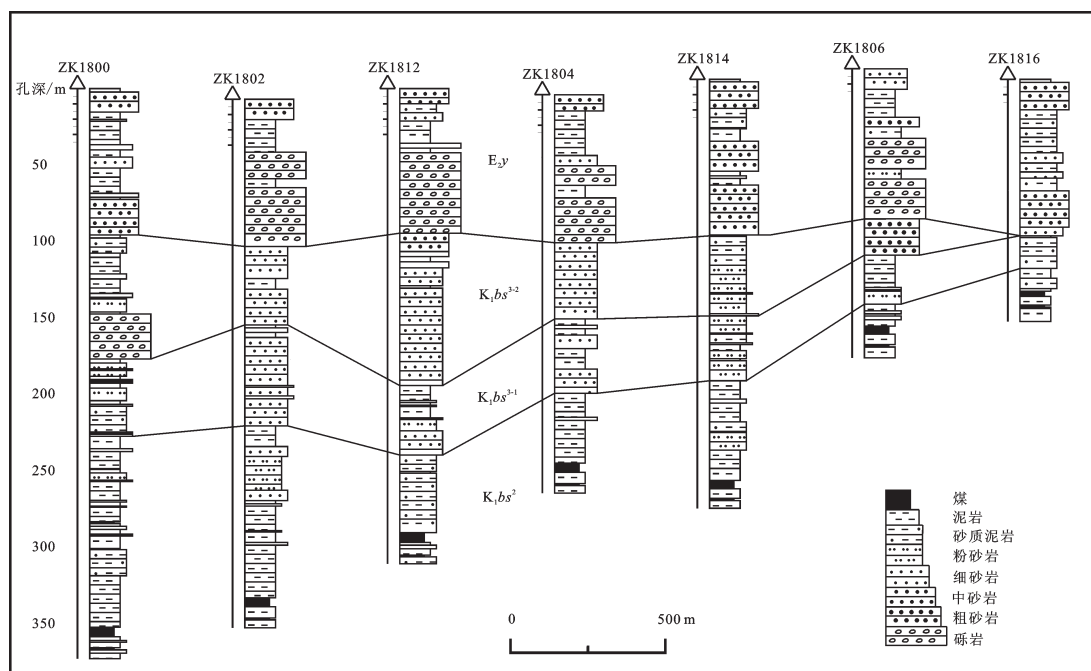 ZK1800
ZK1802
ZK1812
ZK1804
ZK1814
ZK1806
ZK1816
孔深/m
50
100
150
200
250
300
350
E₂y
K₁bs³⁻²
K₁bs³⁻¹
K₁bs²
煤
泥岩
砂质泥岩
粉砂岩
细砂岩
中砂岩
粗砂岩
砾岩
0 500 m